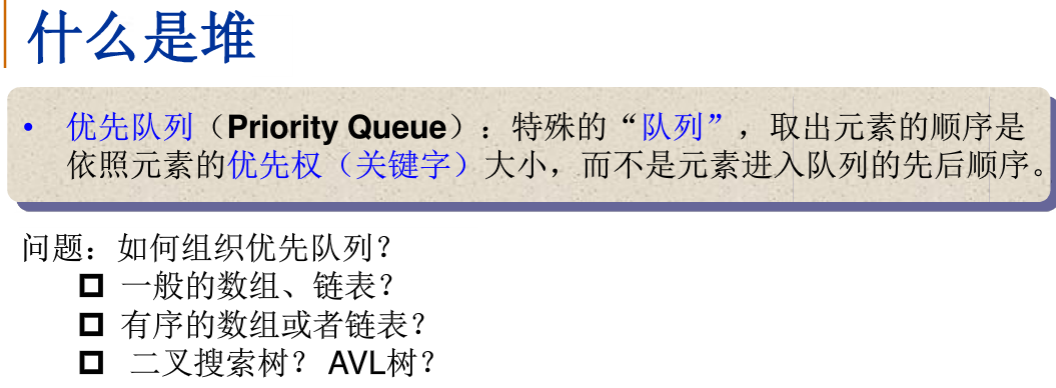 什么是堆
• 优先队列（Priority Queue）：特殊的“队列”，取出元素的顺序是
依照元素的优先权（关键字）大小，而不是元素进入队列的先后顺序。
问题：如何组织优先队列？
一般的数组、链表？
有序的数组或者链表？
二叉搜索树？ AVL树？